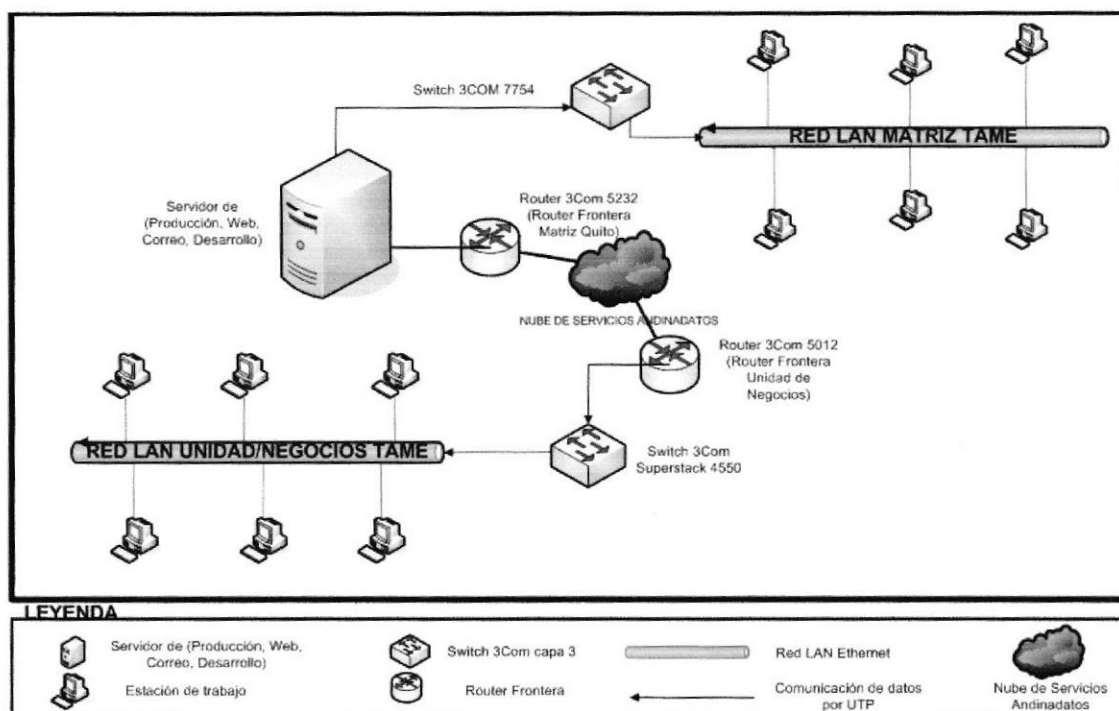 Switch 3COM 7754
RED LAN MATRIZ TAME
Servidor de
(Producción, Web,
Correo, Desarrollo)
Router 3Com 5232
(Router Frontera
Matriz Quito)
NUBE DE SERVICIOS ANDINADATOS
Router 3Com 5012
(Router Frontera
Unidad de
Negocios)
RED LAN UNIDAD/NEGOCIOS TAME
Switch 3Com
Superstack 4550
LEYENDA
Servidor de (Producción, Web,
Correo, Desarrollo)
Switch 3Com capa 3
Red LAN Ethernet
Estación de trabajo
Router Frontera
Comunicación de datos
por UTP
Nube de Servicios
Andinadatos